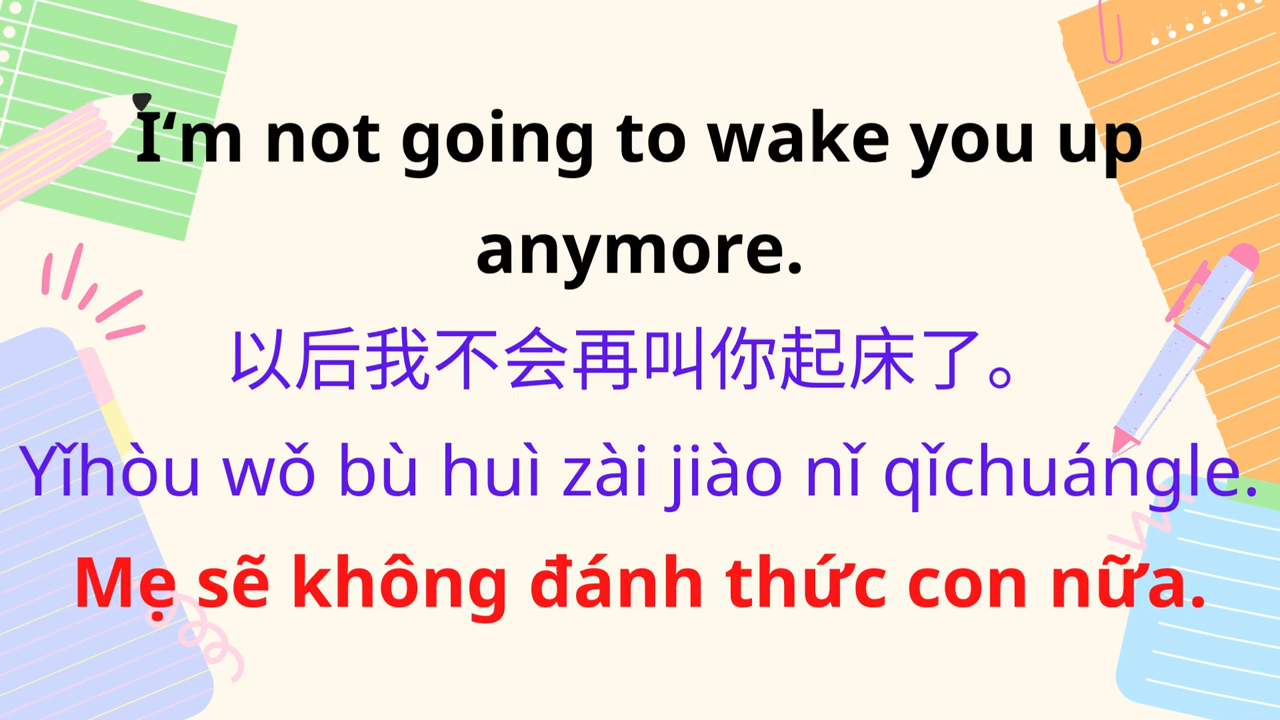 I‘m not going to wake you up
anymore.
以后我不会再叫你起床了。
Yǐhòu wǒ bù huì zài jiào nǐ qǐchuángle.
Mẹ sẽ không đánh thức con nữa.